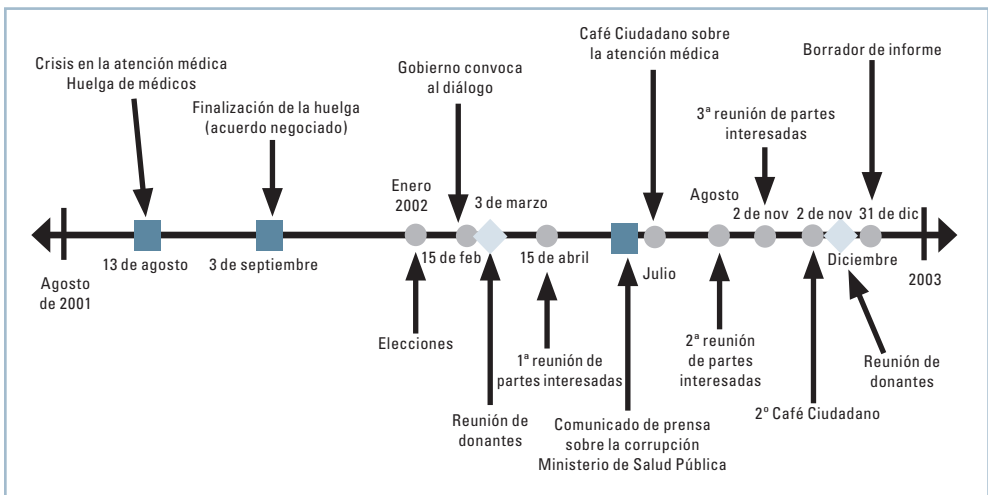 Crisis en la atención médica
Huelga de médicos
Finalización de la huelga
(acuerdo negociado)
Gobierno convoca
al diálogo
Café Ciudadano sobre
la atención médica
Borrador de informe
3ª reunión de partes
interesadas
Enero
2002
3 de marzo
Agosto
2 de nov
2 de nov
31 de dic
Agosto
de 2001
13 de agosto
3 de septiembre
15 de feb
15 de abril
Julio
Diciembre
2003
Elecciones
Reunión de
donantes
1ª reunión de
partes interesadas
Comunicado de prensa
sobre la corrupción
Ministerio de Salud Pública
2ª reunión
de partes
interesadas
2º Café Ciudadano
Reunión de
donantes